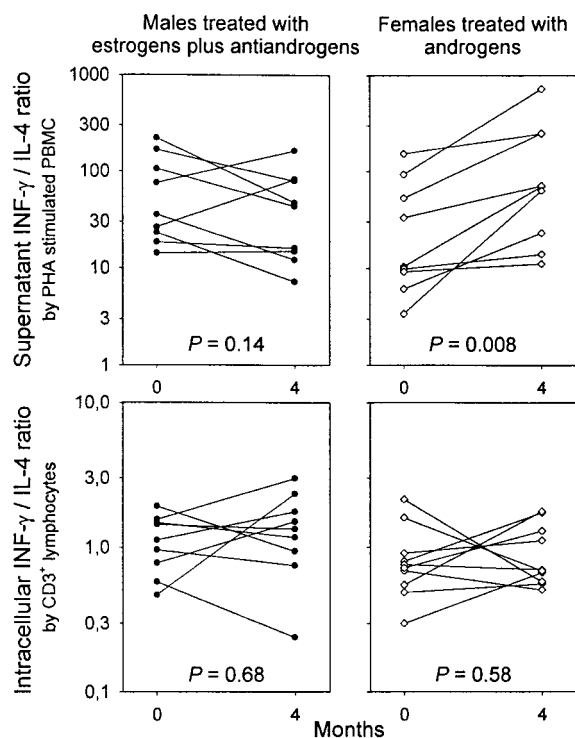 Males treated with
estrogens plus antiandrogens
Females treated with
androgens
Supernatant INF-γ / IL-4 ratio
by PHA stimulated PBMC
1000
300
100
30
10
3
1
P = 0.14
P = 0.008
0
4
0
4
Intracellular INF-γ / IL-4 ratio
by CD3+ lymphocytes
10,0
3,0
1,0
0,3
0,1
P = 0.68
P = 0.58
0
4
0
4
Months